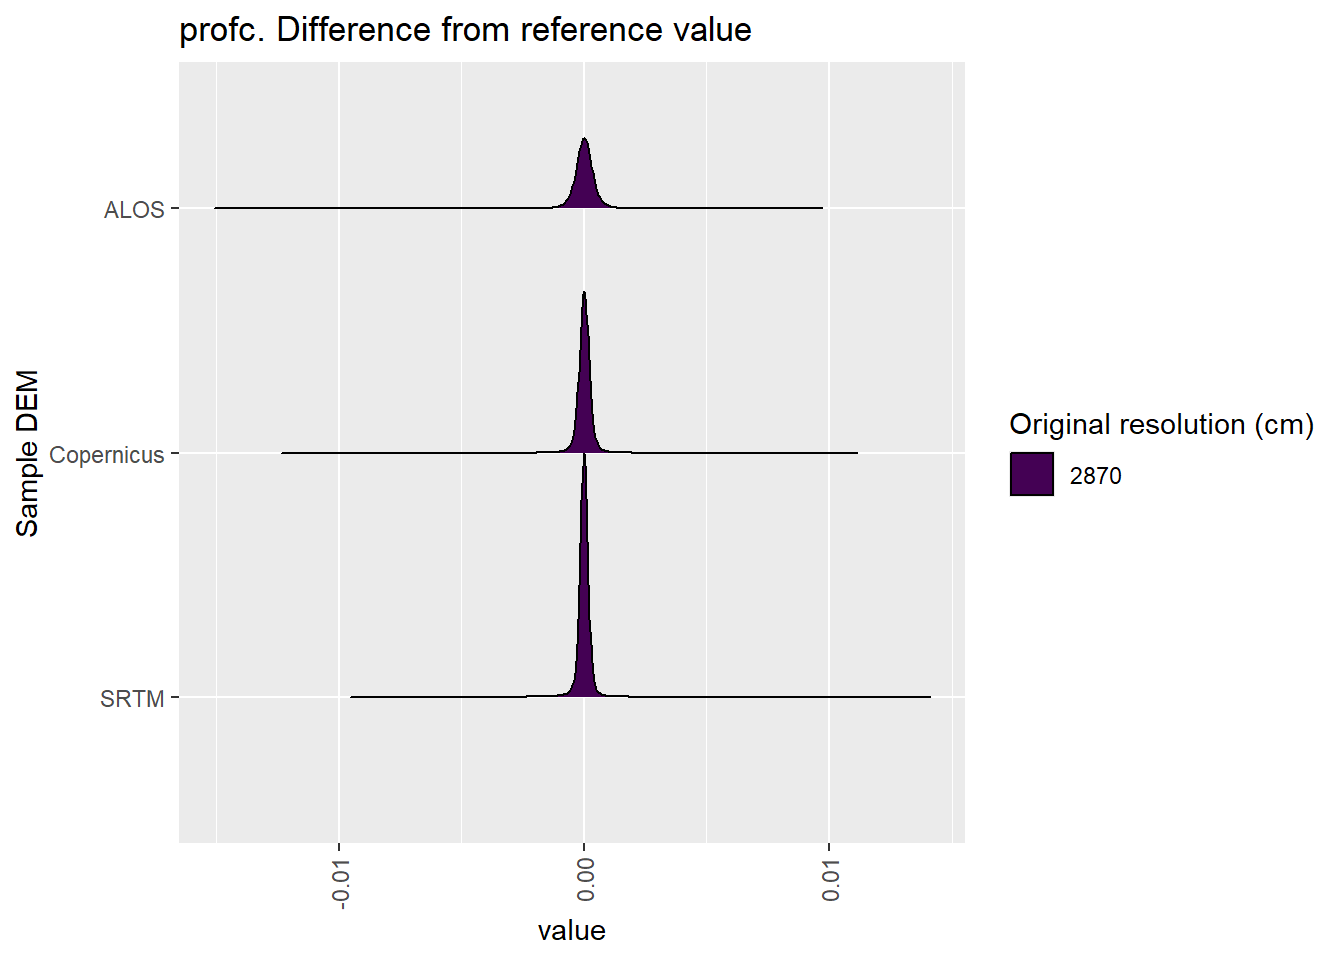 profc. Difference from reference value
Sample DEM
ALOS
Copernicus
SRTM
-0.01
0.00
0.01
value
Original resolution (cm)
2870